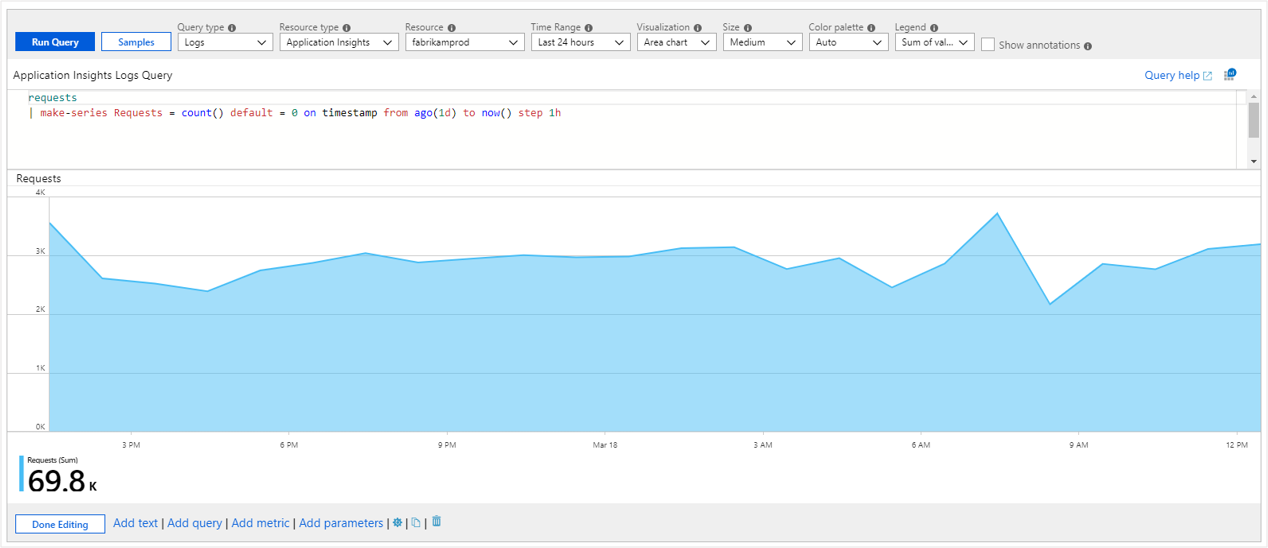 Run Query
Samples
Query type
Logs
Resource type
Application Insights
Resource
fabrikamprod
Time Range
Last 24 hours
Visualization
Area chart
Size
Medium
Color palette
Auto
Legend
Sum of val...
Show annotations
Application Insights Logs Query
Query help
requests
| make-series Requests = count() default = 0 on timestamp from ago(1d) to now() step 1h
Requests
4K
3K
2K
1K
0K
3 PM 6 PM 9 PM Mar 18 3 AM 6 AM 9 AM 12 PM
Requests (Sum)
69.8 K
Done Editing
Add text | Add query | Add metric | Add parameters | | |